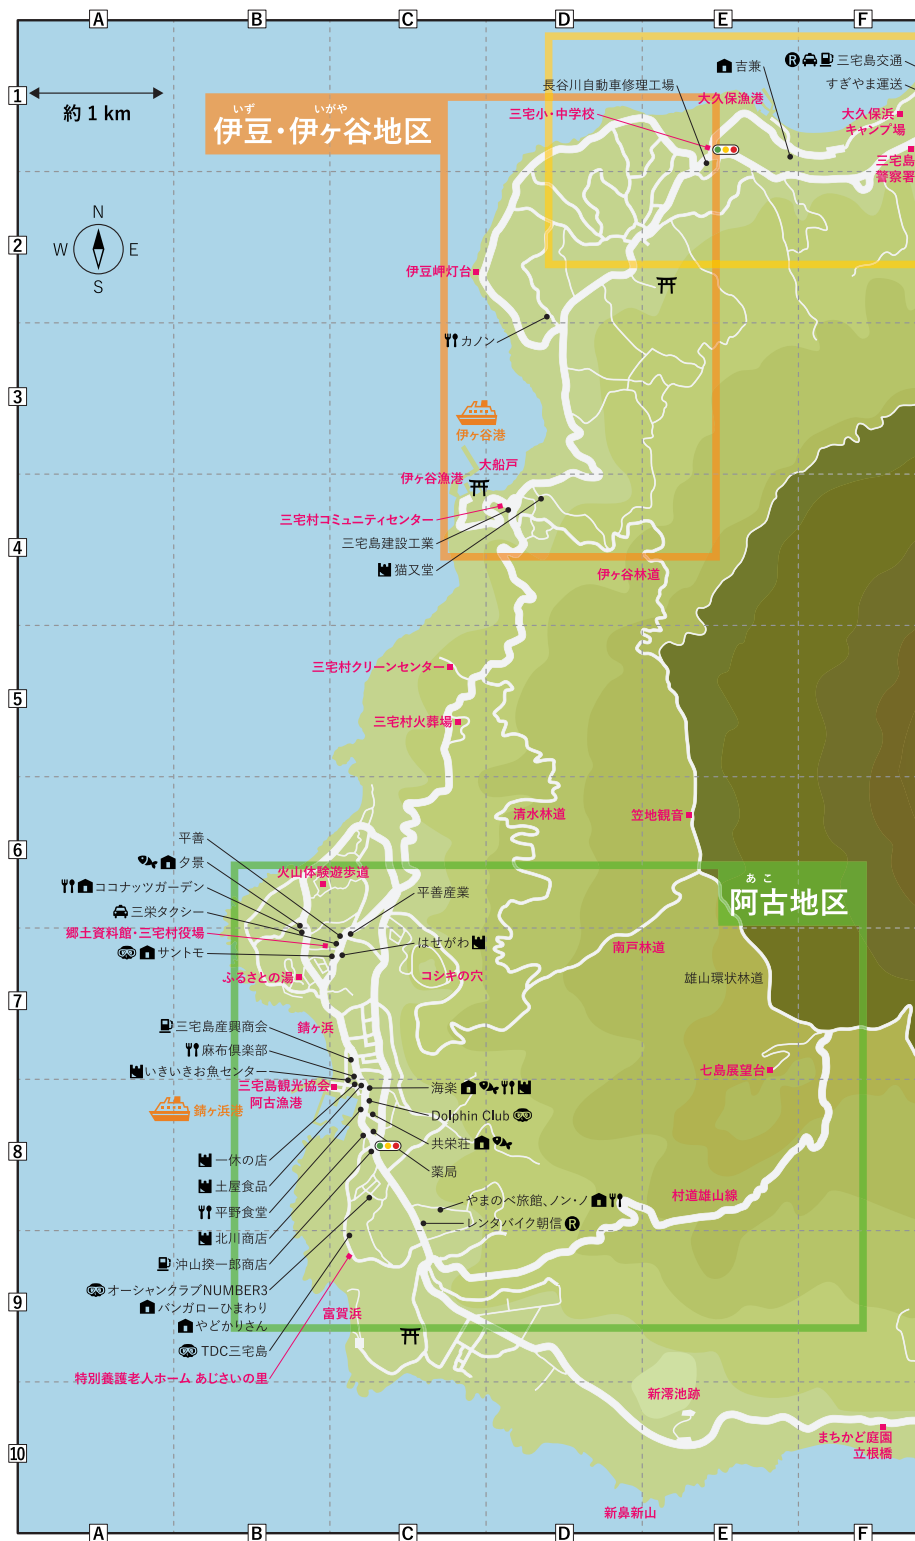 A
B
C
D
E
F
1
約 1 km
いず
いがや
伊豆・伊ヶ谷地区
三宅島交通
吉兼
すぎやま運送
長谷川自動車修理工場
大久保漁港
三宅小・中学校
大久保浜
キャンプ場
三宅島
警察署
2
N
W
E
S
伊豆岬灯台
カノン
3
伊ヶ谷港
大船戸
伊ヶ谷漁港
三宅村コミュニティセンター
三宅島建設工業
4
猫又堂
伊ヶ谷林道
三宅村クリーンセンター
5
三宅村火葬場
清水林道
笠地観音
6
平善
夕景
火山体験遊歩道
あこ
阿古地区
ココナッツガーデン
平善産業
三栄タクシー
郷土資料館・三宅村役場
はせがわ
サントモ
南戸林道
コシキの穴
雄山環状林道
ふるさとの湯
7
三宅島産興商会
錆ヶ浜
麻布倶楽部
いきいきお魚センター
七島展望台
三宅島観光協会
阿古漁港
海楽
錆ヶ浜港
Dolphin Club
共栄荘
8
一休の店
薬局
土屋食品
やまのべ旅館、ノン・ノ
村道雄山線
平野食堂
レンタバイク朝信
R
北川商店
沖山揆一郎商店
オーシャンクラブNUMBER3
9
バンガローひまわり
富賀浜
やどかりさん
TDC三宅島
特別養護老人ホーム あじさいの里
新澪池跡
まちかど庭園
立根橋
10
新鼻新山
A
B
C
D
E
F
R